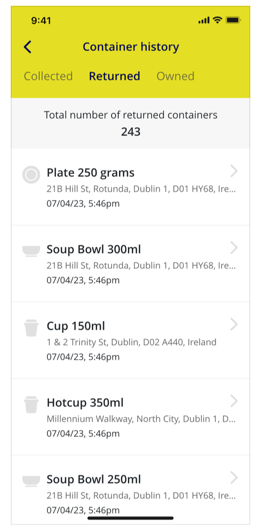 9:41
Container history
Collected Returned Owned
Total number of returned containers
243
Plate 250 grams
21B Hill St, Rotunda, Dublin 1, D01 HY68, Ire...
07/04/23, 5:46pm
Soup Bowl 300ml
21B Hill St, Rotunda, Dublin 1, D01 HY68, Ire...
07/04/23, 5:46pm
Cup 150ml
1 & 2 Trinity St, Dublin, D02 A440, Ireland
07/04/23, 5:46pm
Hotcup 350ml
Millennium Walkway, North City, Dublin 1, D...
07/04/23, 5:46pm
Soup Bowl 250ml
21B Hill St, Rotunda, Dublin 1, D01 HY68, Ire...
07/04/23, 5:46pm